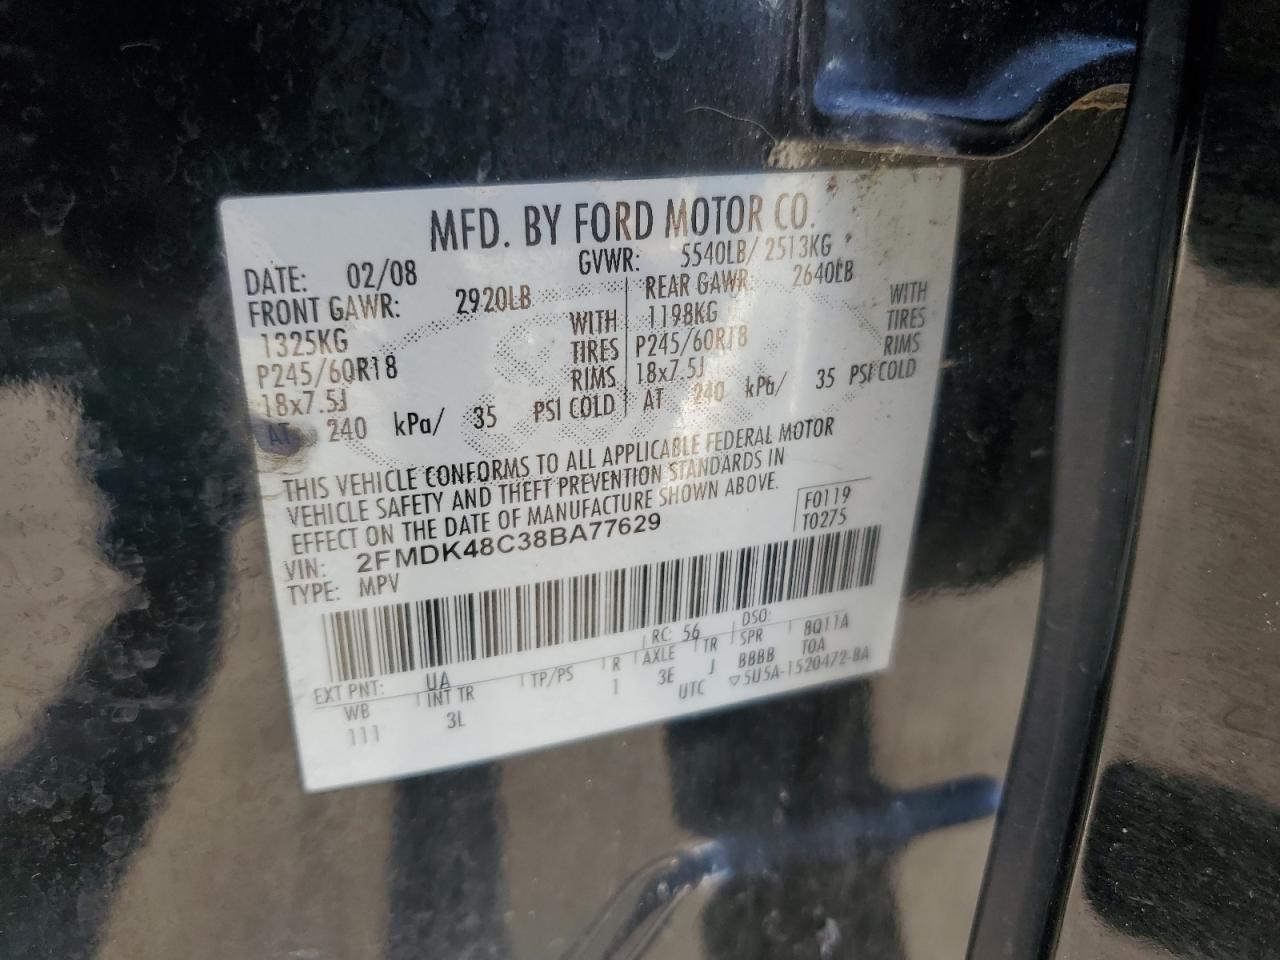 MFD. BY FORD MOTOR CO.
DATE: 02/08 GVWR: 5540LB/ 2513KG
FRONT GAWR: 2920LB REAR GAWR: 2640LB
1325KG WITH 1198KG WITH
P245/60R18 TIRES P245/60R18 TIRES
18x7.5J RIMS 18x7.5J RIMS
AT 240 kPa/ 35 PSI COLD AT 240 kPa/ 35 PSI COLD
THIS VEHICLE CONFORMS TO ALL APPLICABLE FEDERAL MOTOR
VEHICLE SAFETY AND THEFT PREVENTION STANDARDS IN
EFFECT ON THE DATE OF MANUFACTURE SHOWN ABOVE.
VIN: 2FMDK48C38BA77629 F0119
TYPE: MPV T0275
EXT PNT: UA RC: 56 DSO:
WB INT TR TP/PS R AXLE TR SPR 8Q11A
111 3L 1 3E J BBBB TOA
UTC ▽5U5A-1520472-BA